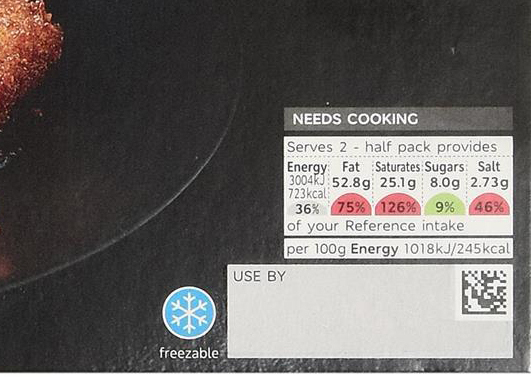 NEEDS COOKING
Serves 2 - half pack provides
Energy Fat Saturates Sugars Salt
3004kJ 52.8g 25.1g 8.0g 2.73g
723kcal
36% 75% 126% 9% 46%
of your Reference intake
per 100g Energy 1018kJ/245kcal
USE BY
freezable